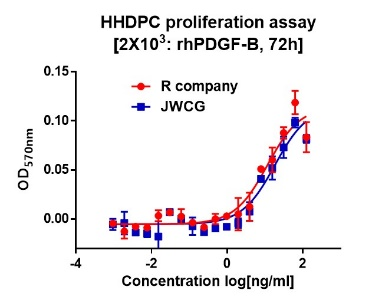 HHDPC proliferation assay
[2X10³: rhPDGF-B, 72h]
R company
JWCG
OD570nm
0.15
0.10
0.05
0.00
-4
-2
0
2
Concentration log[ng/ml]